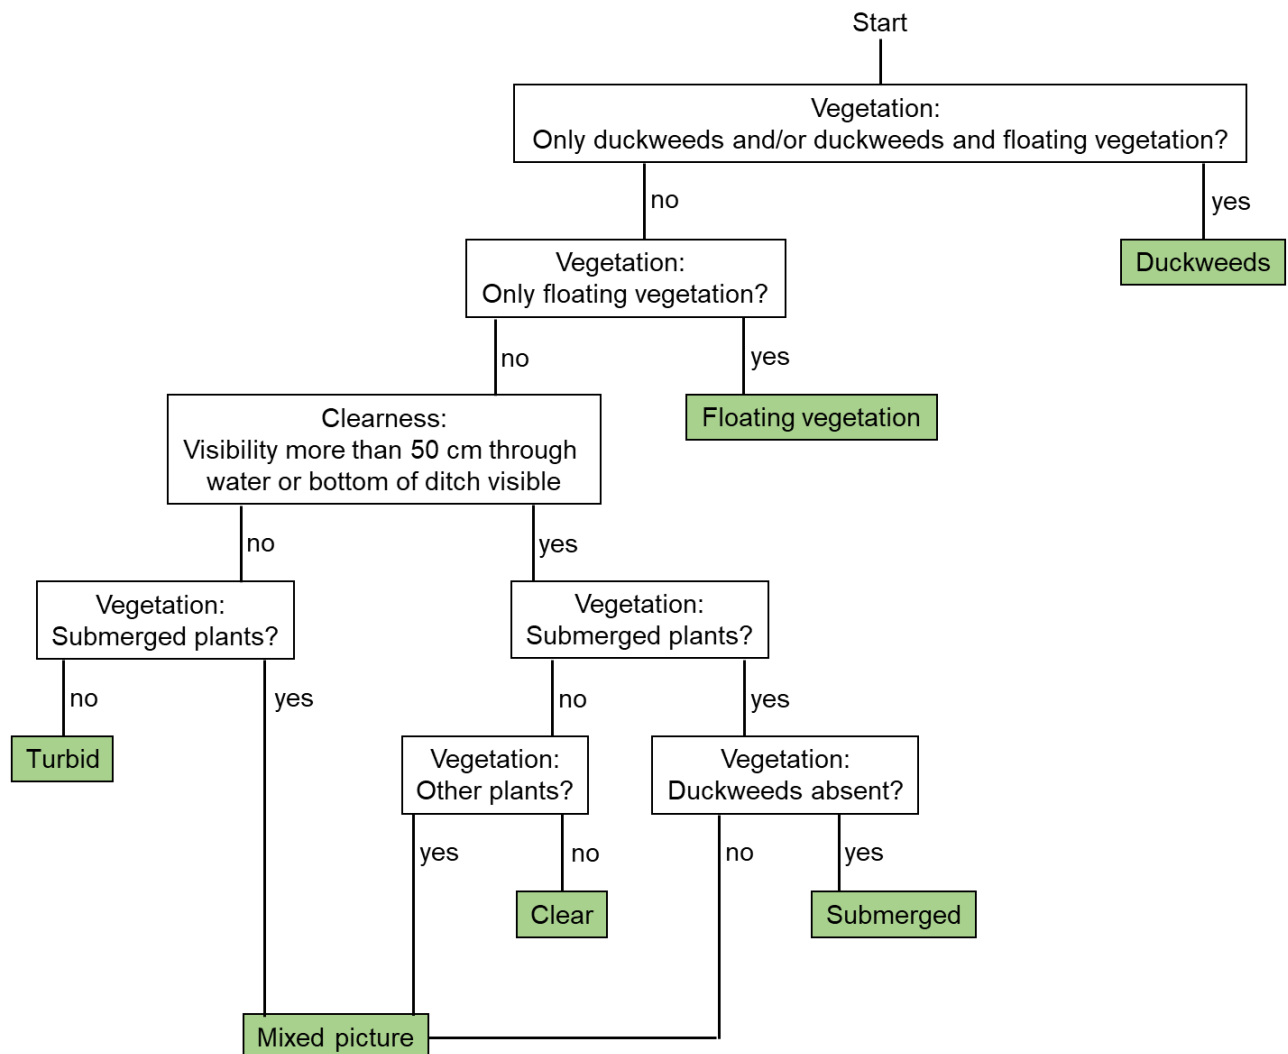 Start
Vegetation:
Only duckweeds and/or duckweeds and floating vegetation?
no
yes
Vegetation:
Only floating vegetation?
Duckweeds
no
yes
Clearness:
Visibility more than 50 cm through
water or bottom of ditch visible
Floating vegetation
no
yes
Vegetation:
Submerged plants?
Vegetation:
Submerged plants?
no
yes
no
yes
Turbid
Vegetation:
Other plants?
Vegetation:
Duckweeds absent?
yes
no
no
yes
Clear
Submerged
Mixed picture